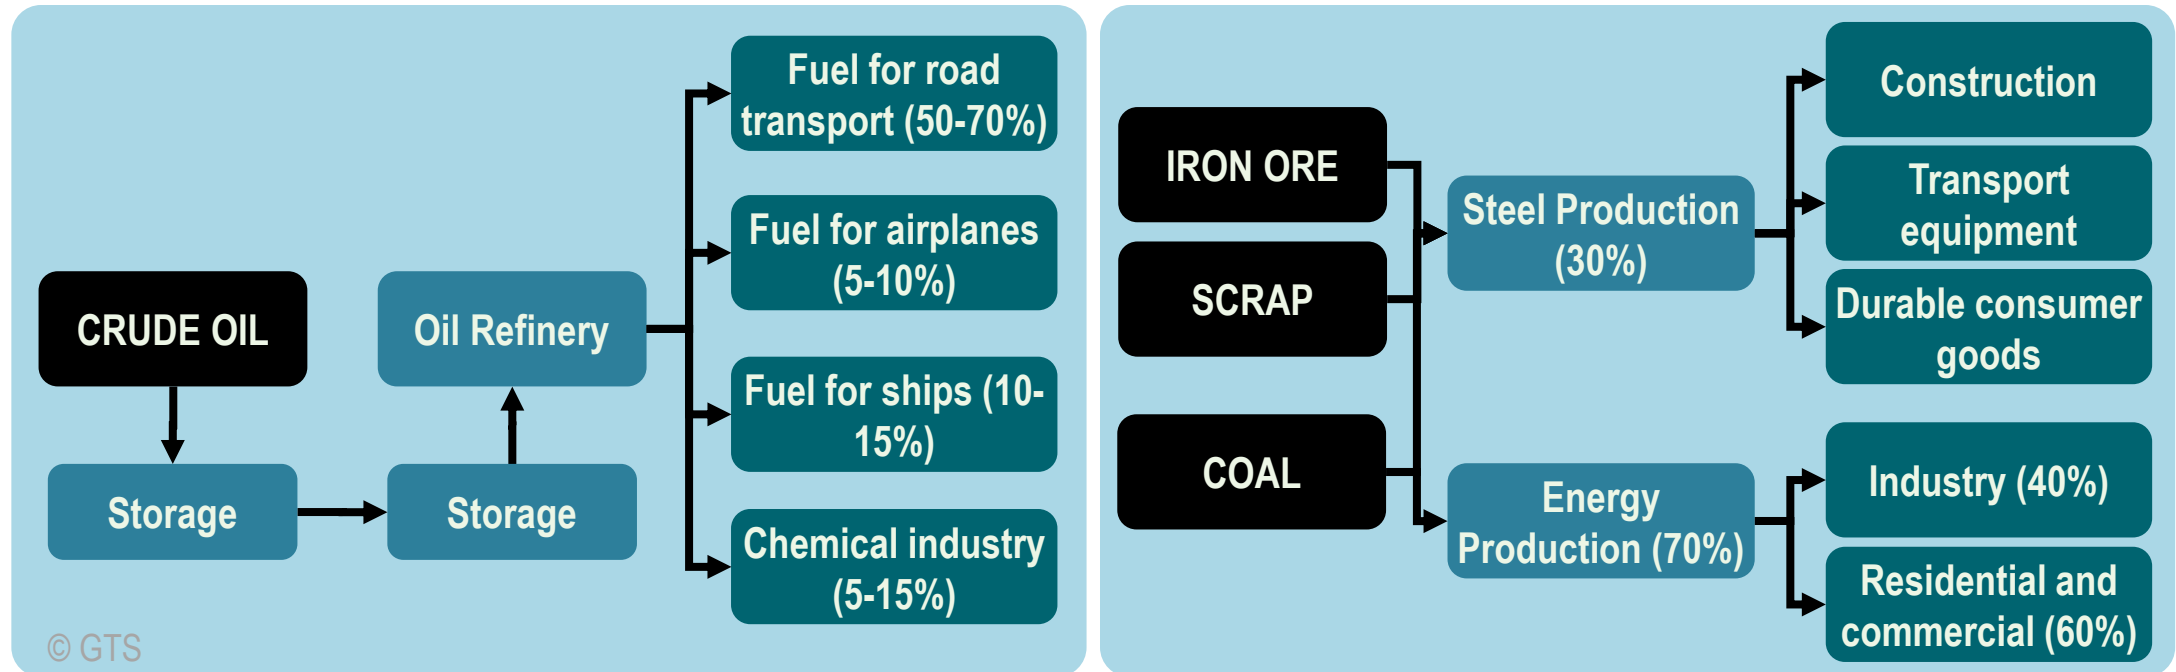 Fuel for road
transport (50-70%)
Fuel for airplanes
(5-10%)
CRUDE OIL
Oil Refinery
Fuel for ships (10-
15%)
Storage
Storage
Chemical industry
(5-15%)
© GTS
IRON ORE
SCRAP
COAL
Steel Production
(30%)
Energy
Production (70%)
Construction
Transport
equipment
Durable consumer
goods
Industry (40%)
Residential and
commercial (60%)